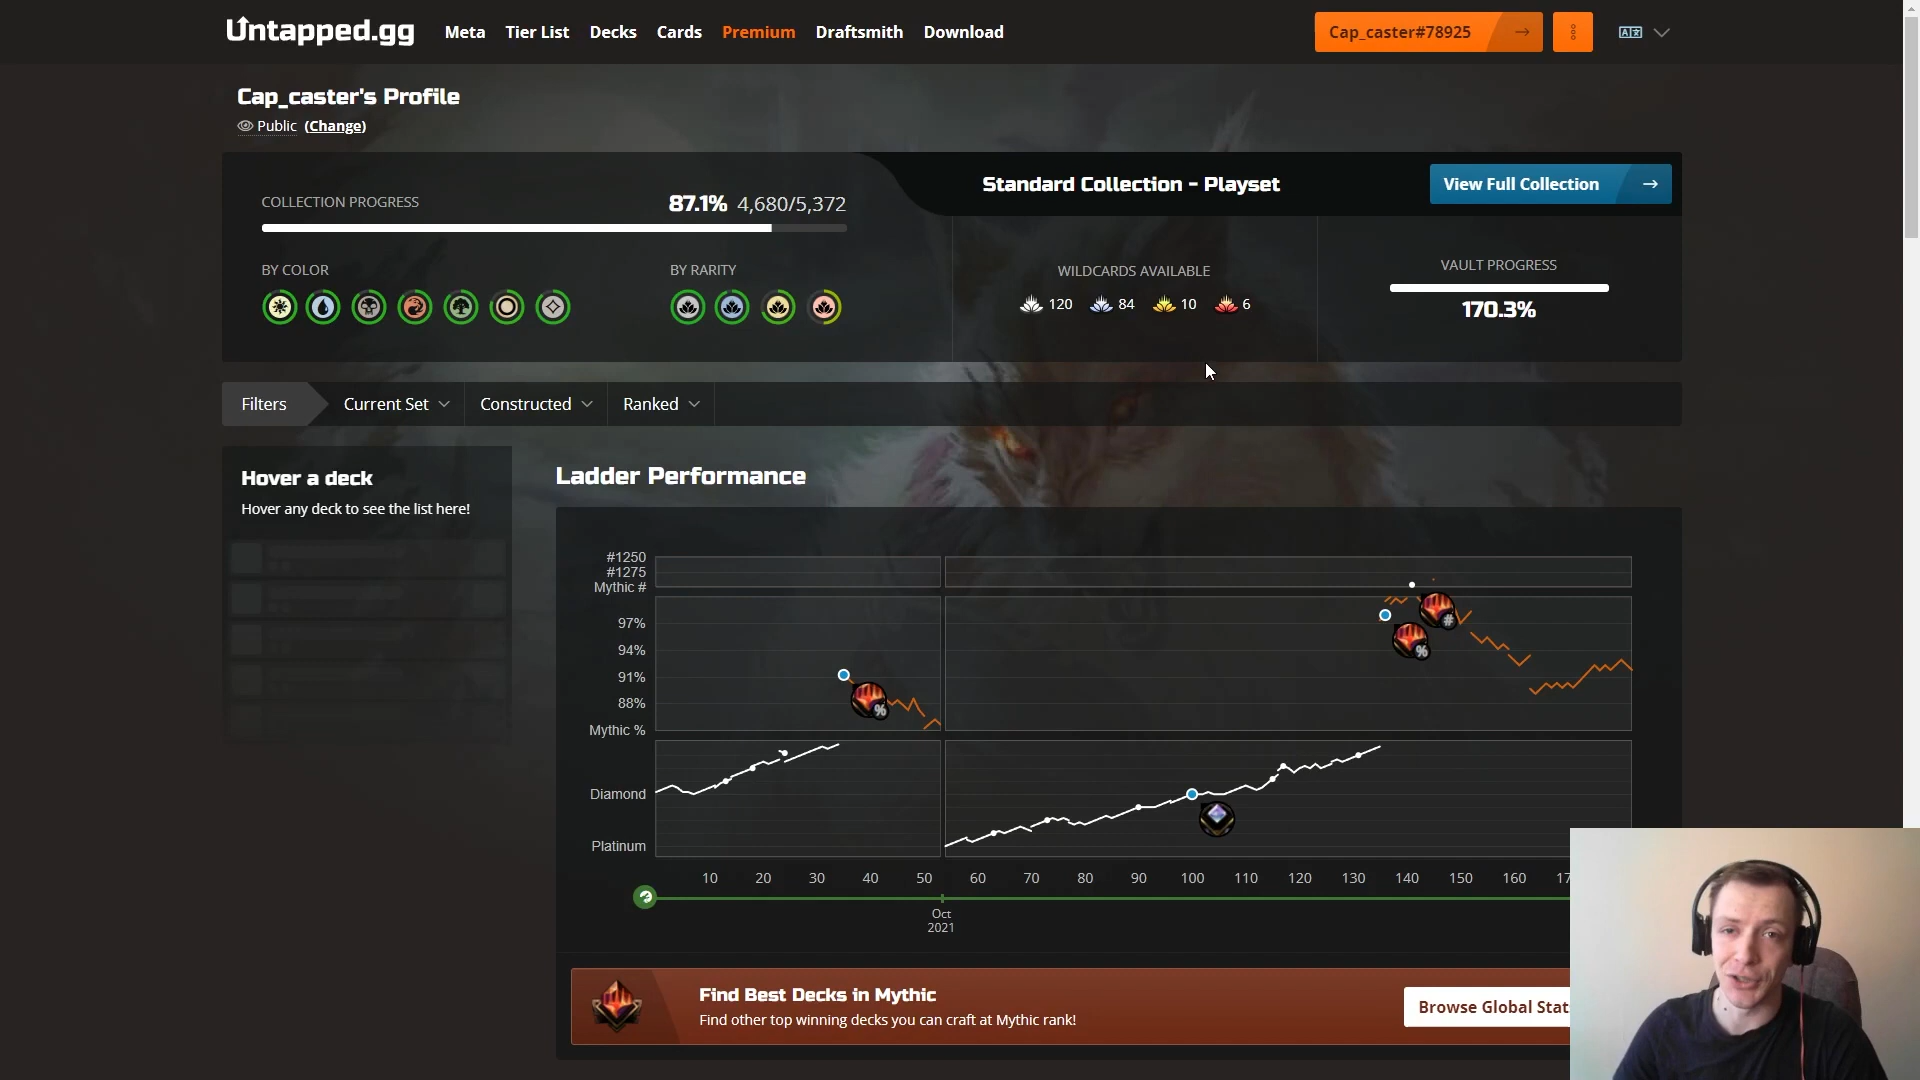 Untapped.gg Meta Tier List Decks Cards Premium Draftsmith Download Cap_caster#78925
Cap_caster's Profile
Public (Change)
COLLECTION PROGRESS 87.1% 4,680/5,372
Standard Collection - Playset
View Full Collection
BY COLOR
BY RARITY
WILDCARDS AVAILABLE
120 84 10 6
VAULT PROGRESS
170.3%
Filters Current Set Constructed Ranked
Hover a deck
Hover any deck to see the list here!
Ladder Performance
#1250
#1275
Mythic #
97%
94%
91%
88%
Mythic %
Diamond
Platinum
10 20 30 40 50 60 70 80 90 100 110 120 130 140 150 160
Oct
2021
Find Best Decks in Mythic
Find other top winning decks you can craft at Mythic rank!
Browse Global